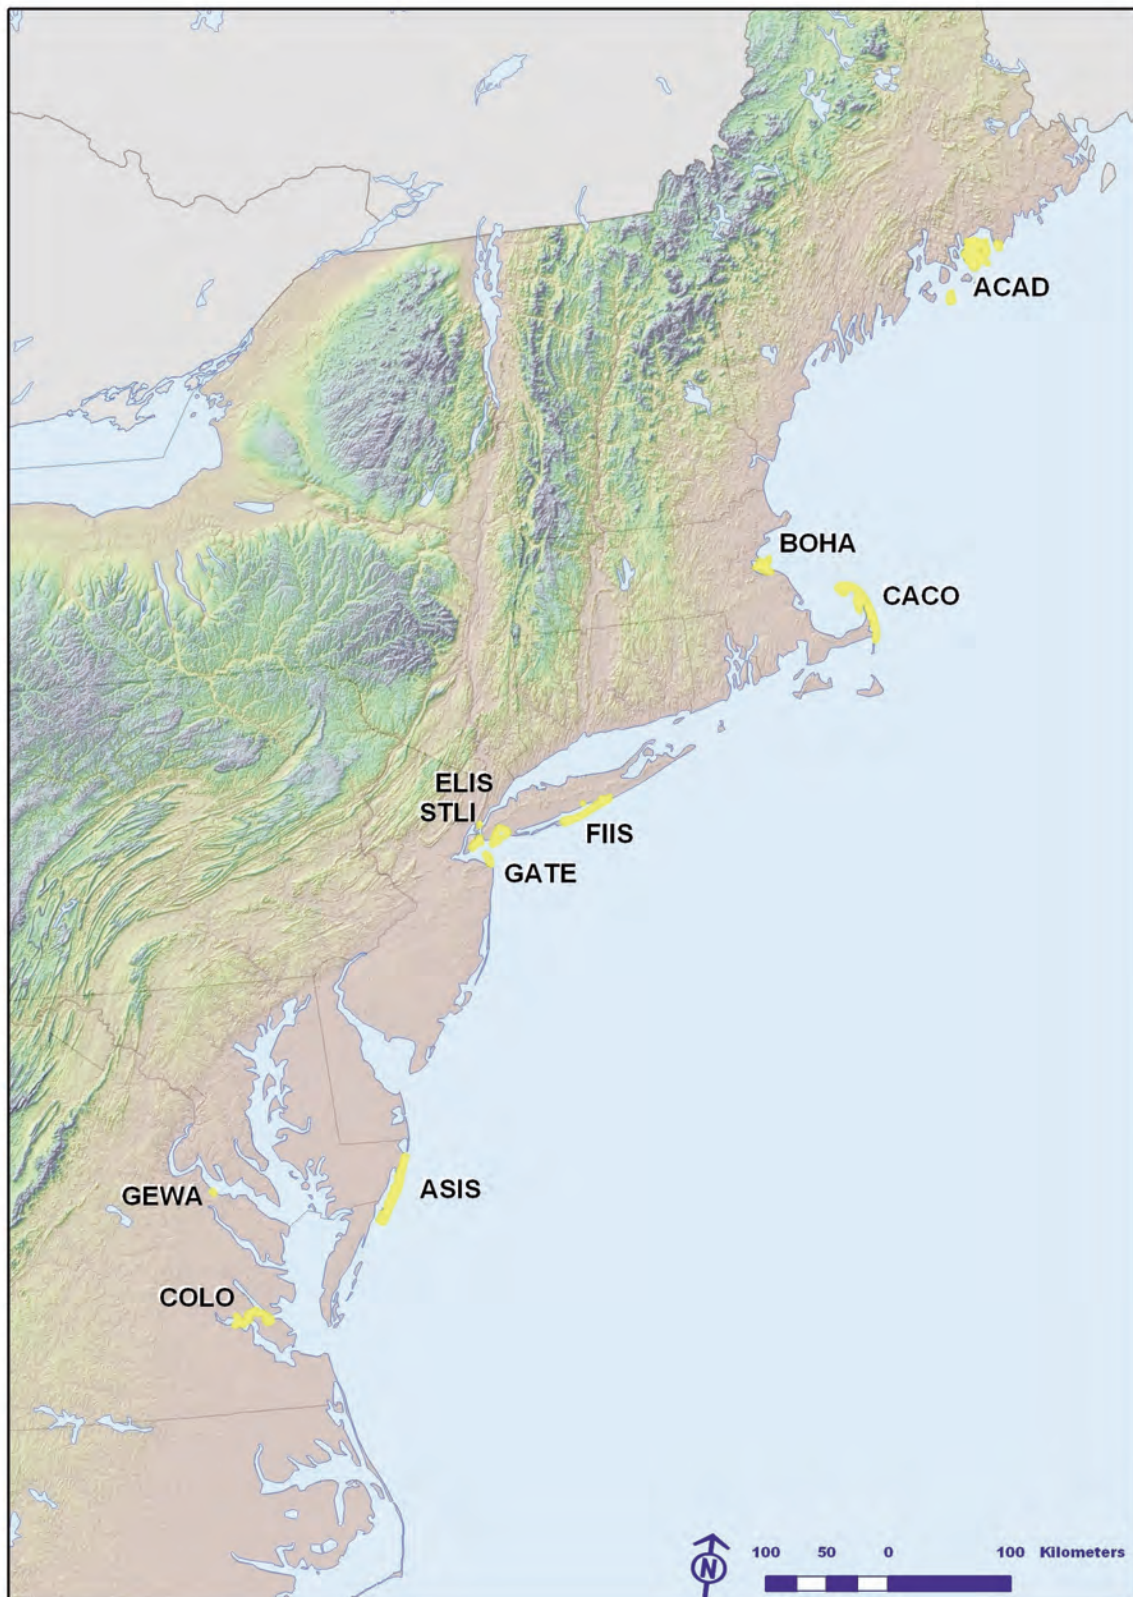 ACAD
BOHA
CACO
ELIS
STLI
FIIS
GATE
GEWA
ASIS
COLO
N
100 50 0 100 Kilometers